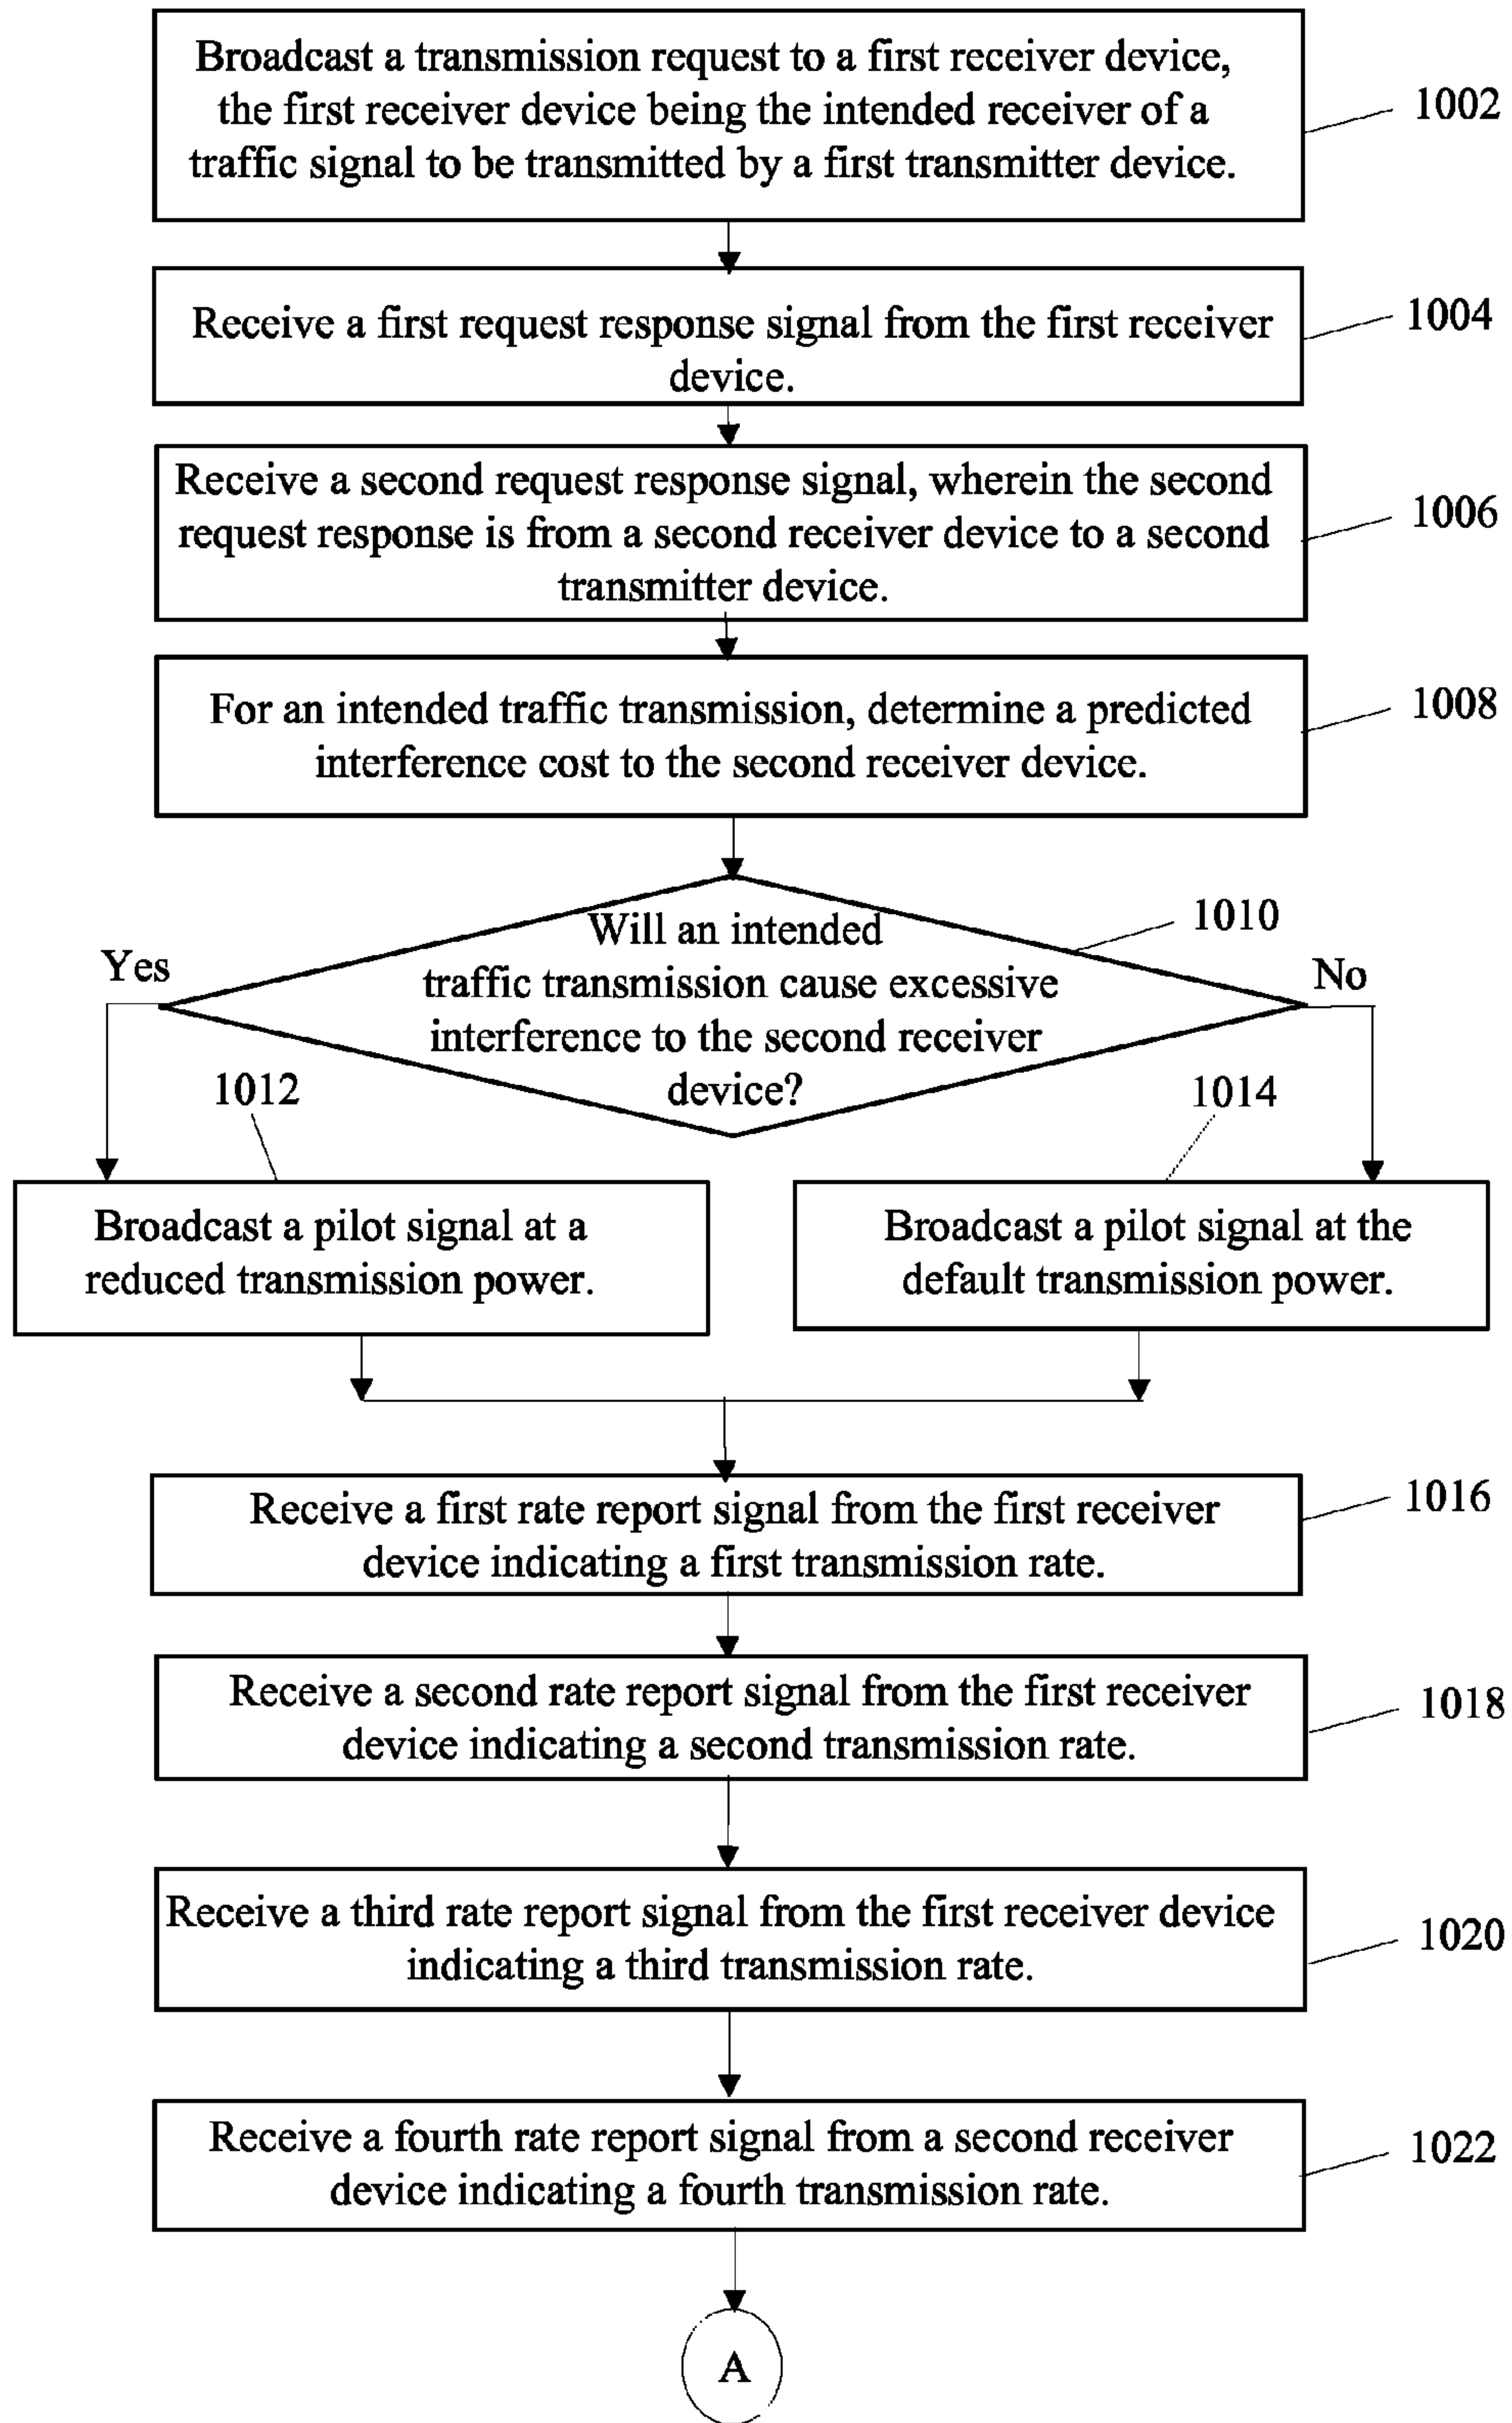 Broadcast a transmission request to a first receiver device,
the first receiver device being the intended receiver of a
traffic signal to be transmitted by a first transmitter device.
1002
Receive a first request response signal from the first receiver
device.
1004
Receive a second request response signal, wherein the second
request response is from a second receiver device to a second
transmitter device.
1006
For an intended traffic transmission, determine a predicted
interference cost to the second receiver device.
1008
Will an intended
traffic transmission cause excessive
interference to the second receiver
device?
1010
Yes
No
1012
1014
Broadcast a pilot signal at a
reduced transmission power.
Broadcast a pilot signal at the
default transmission power.
Receive a first rate report signal from the first receiver
device indicating a first transmission rate.
1016
Receive a second rate report signal from the first receiver
device indicating a second transmission rate.
1018
Receive a third rate report signal from the first receiver device
indicating a third transmission rate.
1020
Receive a fourth rate report signal from a second receiver
device indicating a fourth transmission rate.
1022
A